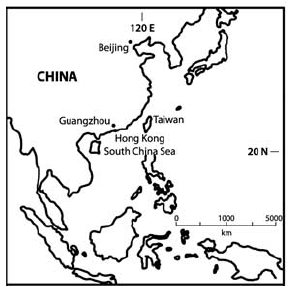 120 E
Beijing
CHINA
Guangzhou
Taiwan
Hong Kong
South China Sea
20 N
0 1000 5000
km